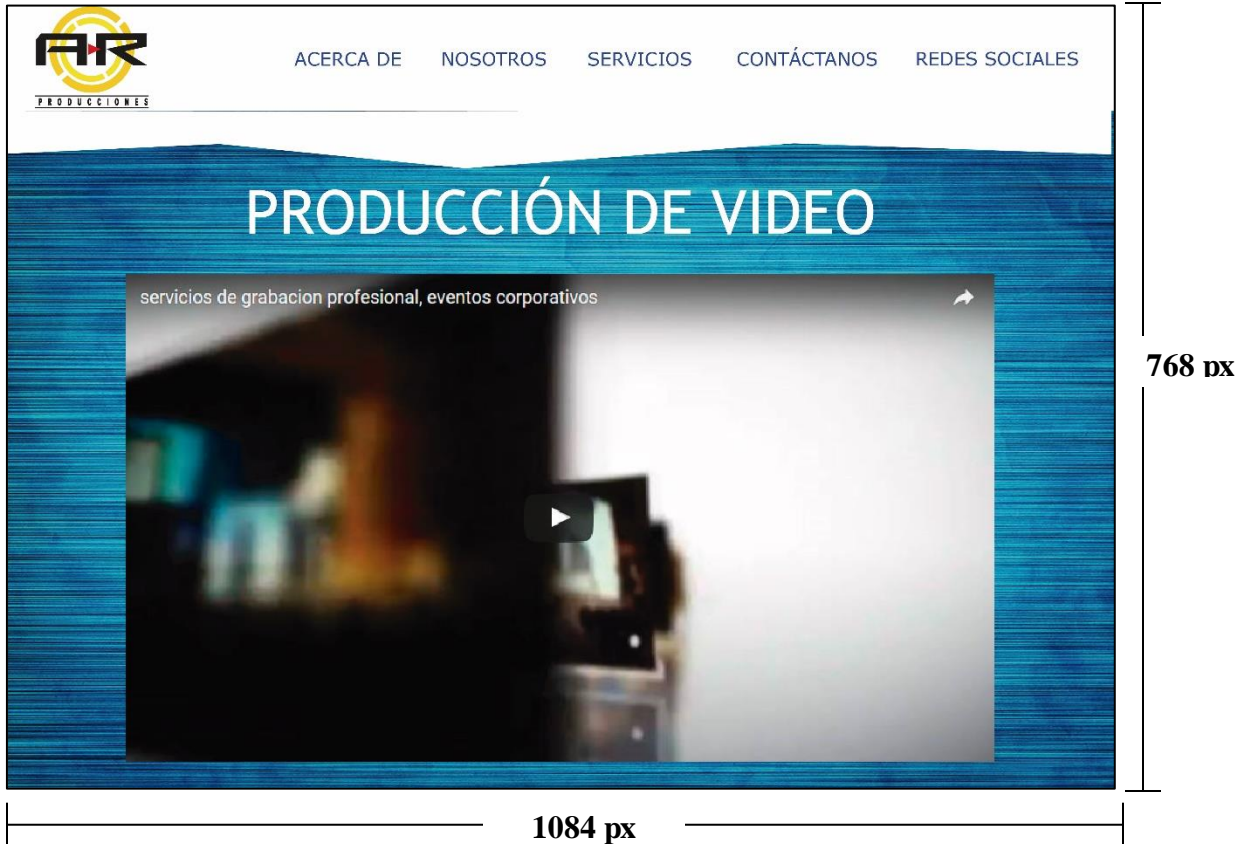 AR
PRODUCCIONES
ACERCA DE NOSOTROS SERVICIOS CONTÁCTANOS REDES SOCIALES
PRODUCCIÓN DE VIDEO
servicios de grabacion profesional, eventos corporativos
768 px
1084 px